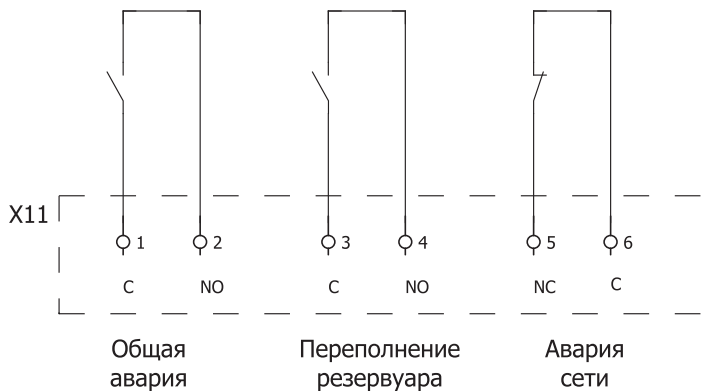 X11
1 2 3 4 5 6
C NO C NO NC C
Общая Переполнение Авария
авария резервуара сети